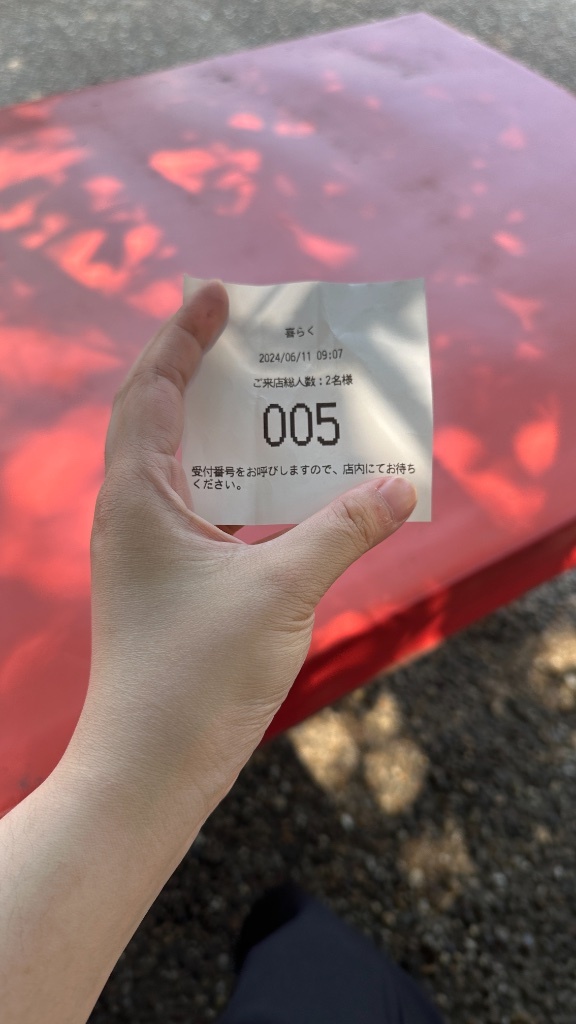 暮らく
2024/06/11 09:07
ご来店総人数：2名様
005
受付番号をお呼びしますので、店内にてお待ち
ください。